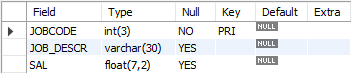 Field Type Null Key Default Extra
JOBCODE int(3) NO PRI NULL
JOB_DESCR varchar(30) YES NULL
SAL float(7,2) YES NULL